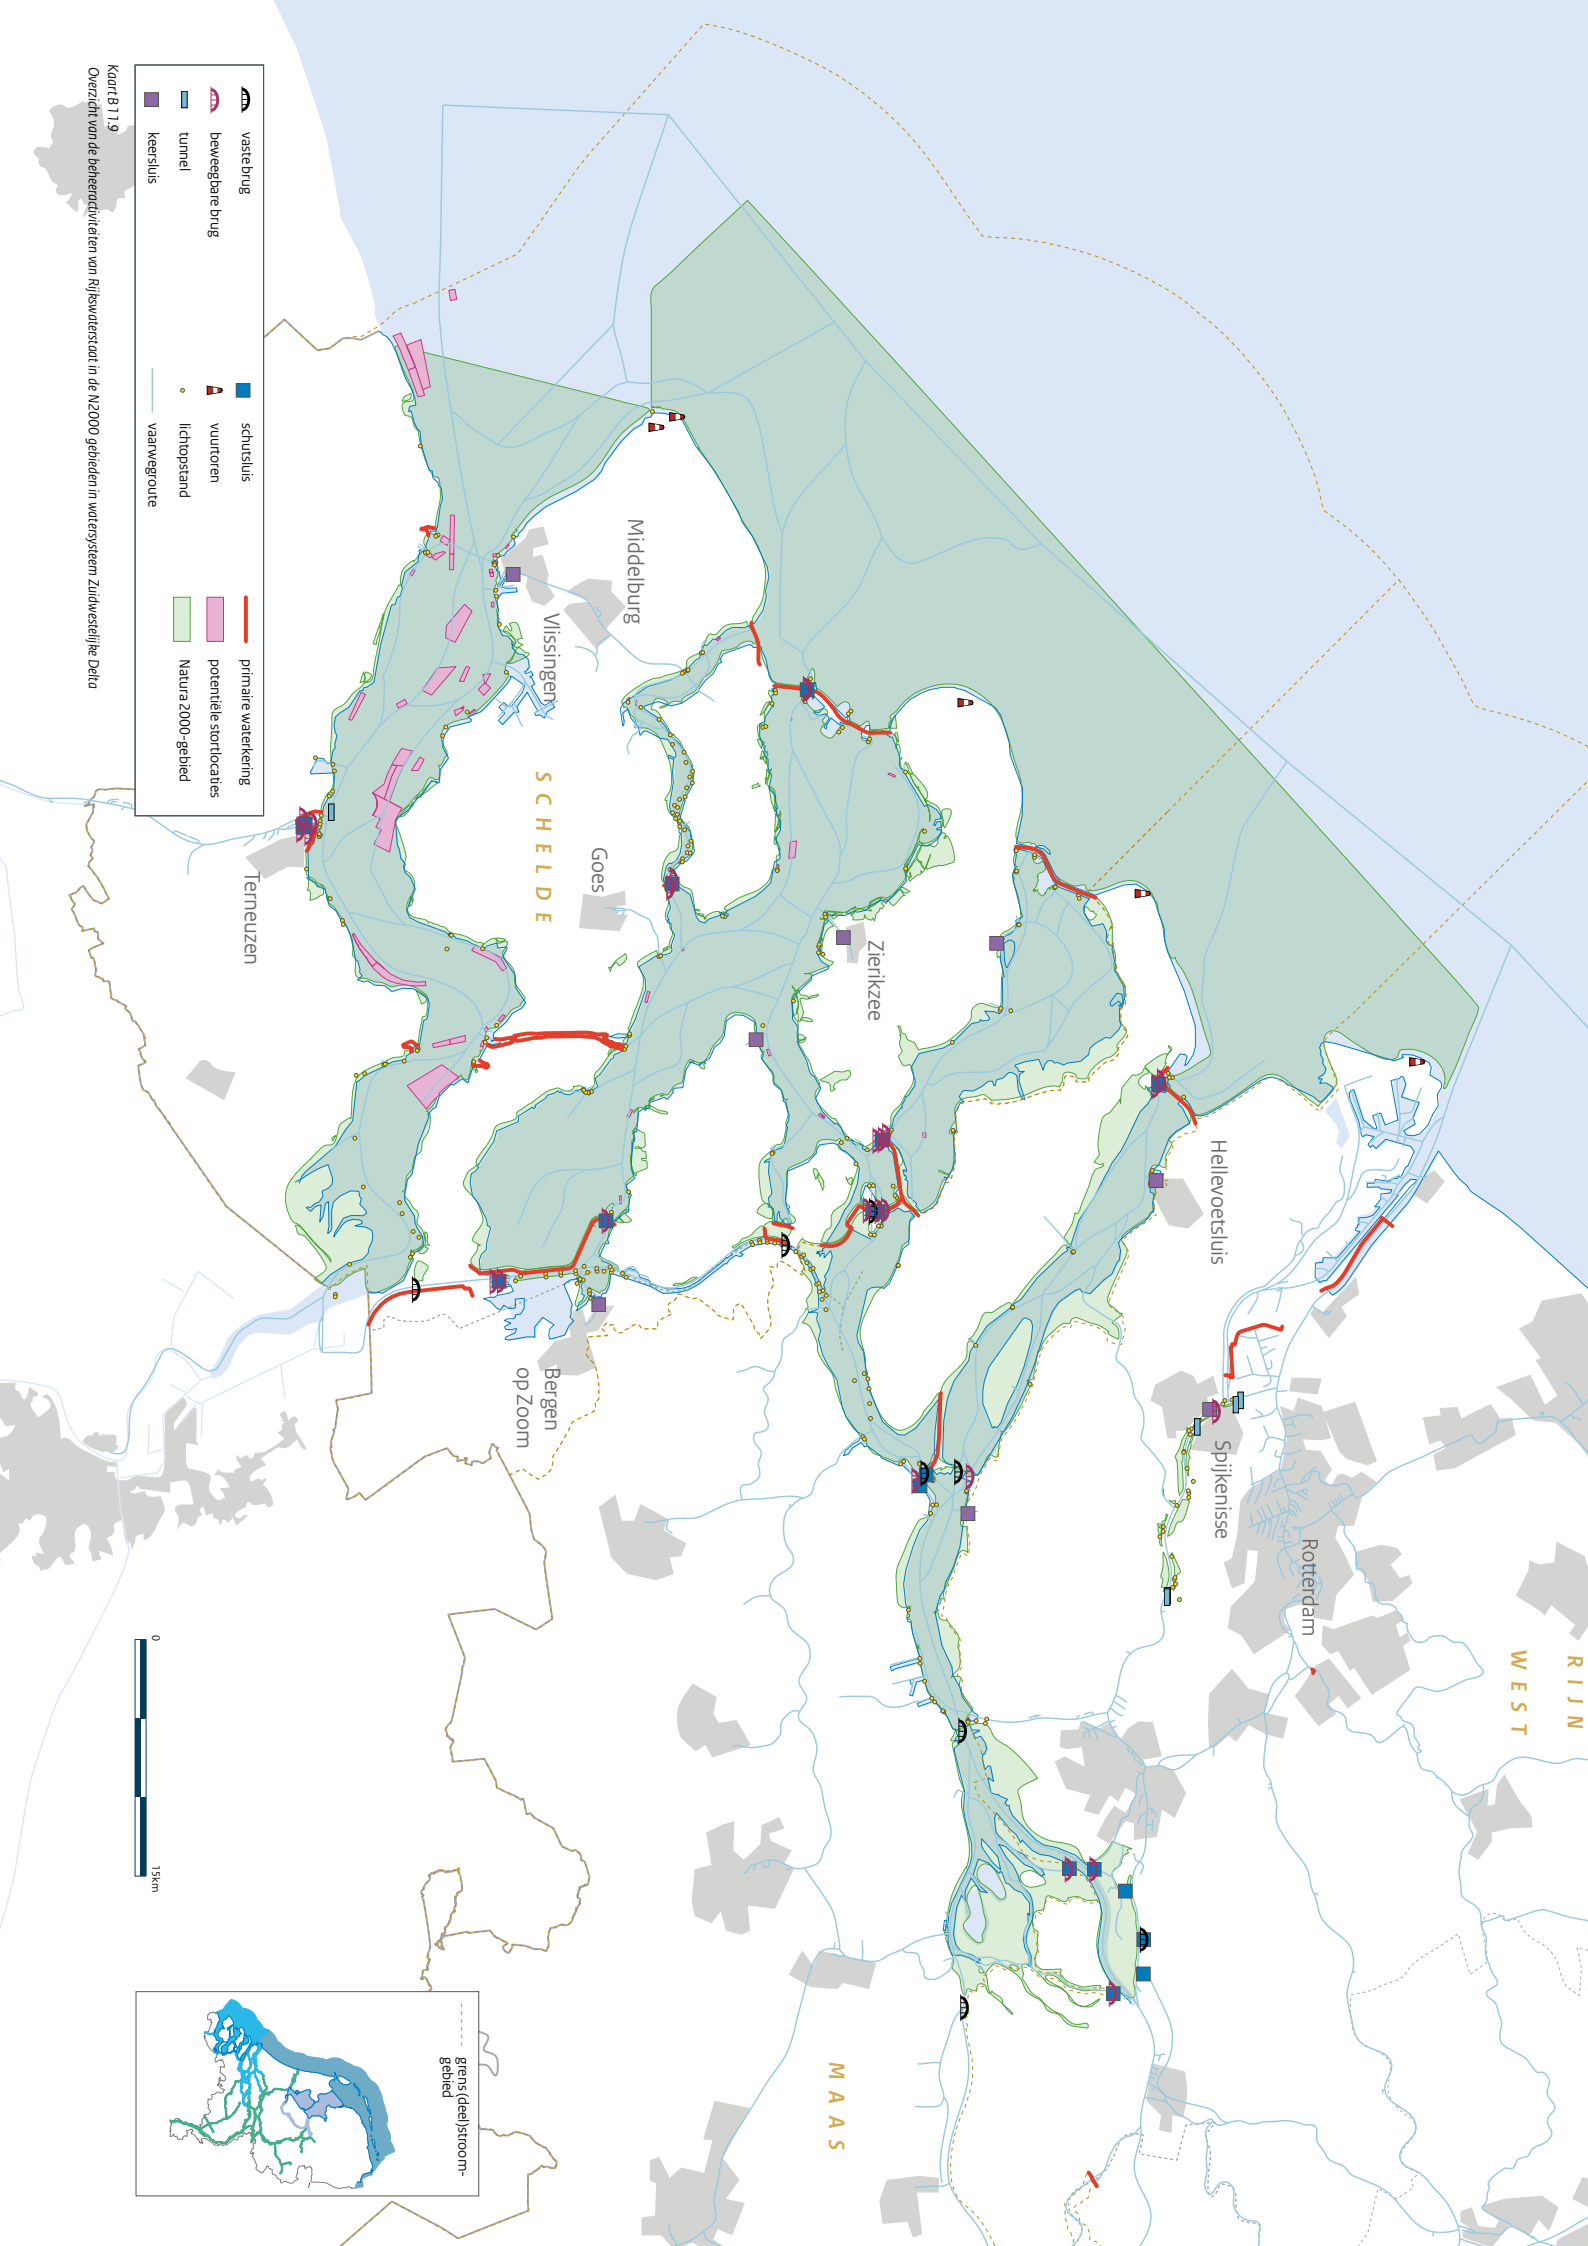 Kaart B 11.9
Overzicht van de beheeractiviteiten van Rijkswaterstaat in de N2000 gebieden in watersysteem Zuidwestelijke Delta
vaste brug
beweegbare brug
tunnel
keersluis
schutsluis
vuurtoren
lichtopstand
vaarwegroute
primaire waterkering
potentiële stortlocaties
Natura 2000-gebied
Middelburg
Vlissingen
SCHELDE
Goes
Terneuzen
Zierikzee
Hellevoetsluis
Bergen
op Zoom
Spijkenisse
Rotterdam
RIJN
WEST
MAAS
0
15km
grens (deel)stroom-
gebied